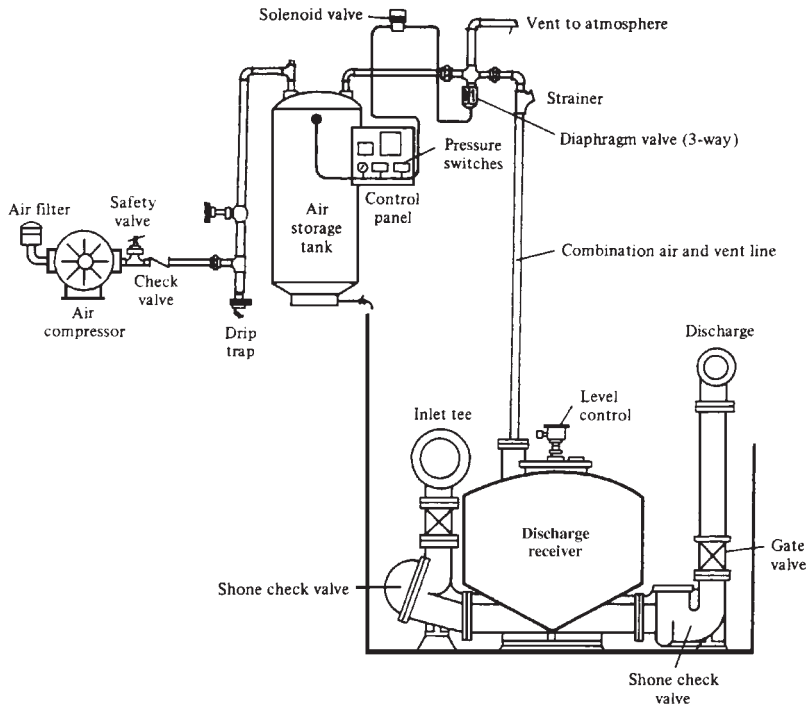 Solenoid valve
Vent to atmosphere
Strainer
Diaphragm valve (3-way)
Pressure
switches
Control
panel
Safety
valve
Air filter
Air
storage
tank
Combination air and vent line
Check
valve
Air
compressor
Drip
trap
Discharge
Level
control
Inlet tee
Discharge
receiver
Gate
valve
Shone check valve
Shone check
valve